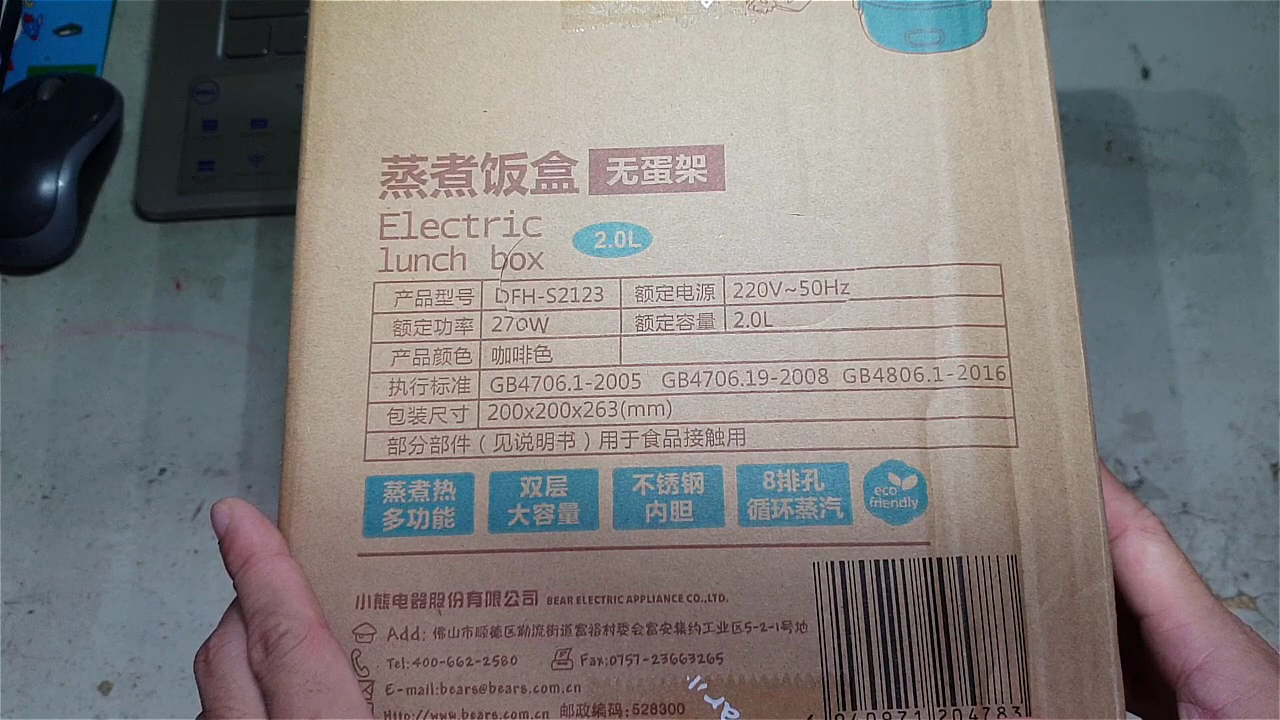 DELL
蒸煮饭盒 无蛋架
Electric
lunch box 2.0L
产品型号 DFH-S2123 额定电源 220V~50Hz
额定功率 270W 额定容量 2.0L
产品颜色 咖啡色
执行标准 GB4706.1-2005 GB4706.19-2008 GB4806.1-2016
包装尺寸 200x200x263(mm)
部分部件（见说明书）用于食品接触用
蒸煮热
多功能
双层
大容量
不锈钢
内胆
8排孔
循环蒸汽
eco
friendly
小熊电器股份有限公司 BEAR ELECTRIC APPLIANCE CO.,LTD.
Add: 佛山市顺德区勒流街道富裕村委会富安集约工业区5-2-1号地
Tel:400-662-2580 Fax:0757-23663265
E-mail:bears@bears.com.cn
Http://www.bears.com.cn 邮政编码:528300